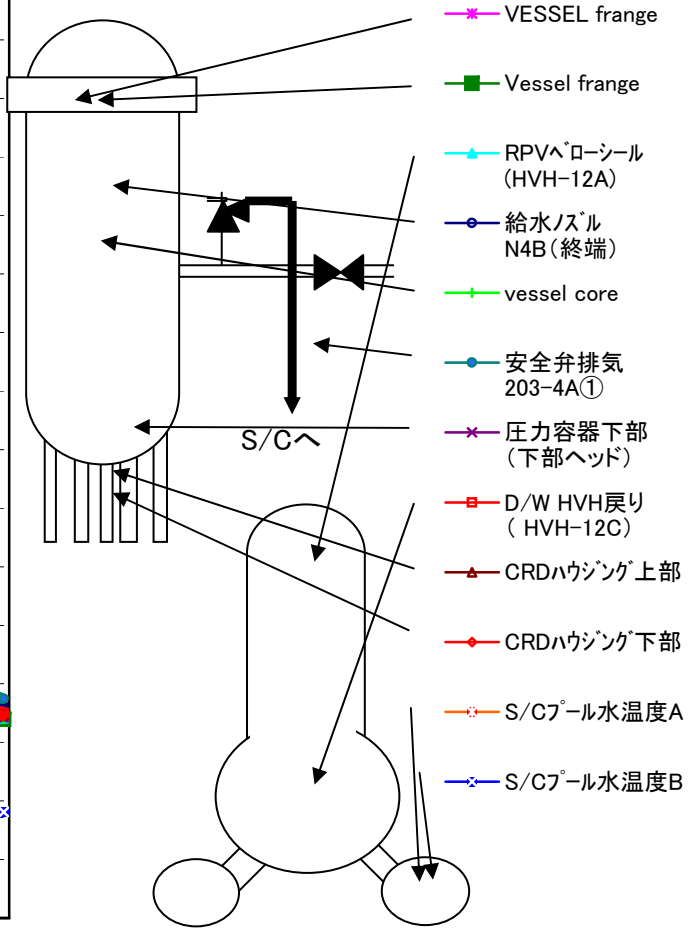 VESSEL frange
Vessel frange
RPVベローシール
(HVH-12A)
給水ノズル
N4B(終端)
vessel core
安全弁排気
203-4A①
S/Cへ
圧力容器下部
(下部ヘッド)
D/W HVH戻り
( HVH-12C)
CRDハウジング上部
CRDハウジング下部
S/Cプール水温度A
S/Cプール水温度B